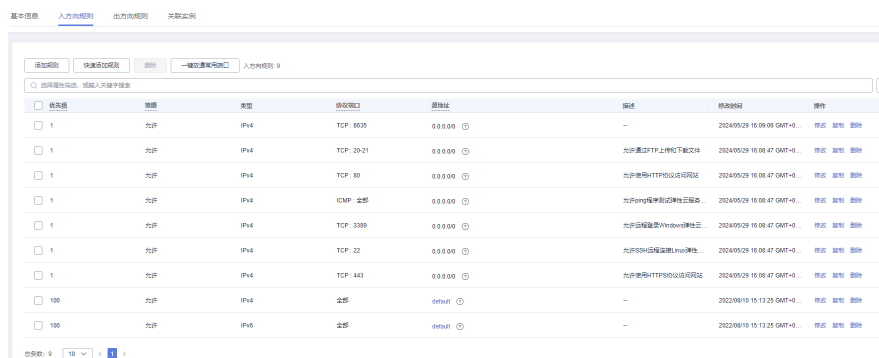 基本信息 入方向规则 出方向规则 关联实例
添加规则 快速添加规则 删除 一键放通常用端口 入方向规则: 9
选择属性筛选，或输入关键字搜索
优先级 策略 类型 协议端口 源地址 描述 修改时间 操作
1 允许 IPv4 TCP : 8635 0.0.0.0/0 -- 2024/05/29 16:09:06 GMT+0... 修改 复制 删除
1 允许 IPv4 TCP : 20-21 0.0.0.0/0 允许通过FTP上传和下载文件 2024/05/29 16:08:47 GMT+0... 修改 复制 删除
1 允许 IPv4 TCP : 80 0.0.0.0/0 允许使用HTTP协议访问网站 2024/05/29 16:08:47 GMT+0... 修改 复制 删除
1 允许 IPv4 ICMP : 全部 0.0.0.0/0 允许ping程序测试弹性云服务... 2024/05/29 16:08:47 GMT+0... 修改 复制 删除
1 允许 IPv4 TCP : 3389 0.0.0.0/0 允许远程登录Windows弹性云... 2024/05/29 16:08:47 GMT+0... 修改 复制 删除
1 允许 IPv4 TCP : 22 0.0.0.0/0 允许SSH远程连接Linux弹性... 2024/05/29 16:08:47 GMT+0... 修改 复制 删除
1 允许 IPv4 TCP : 443 0.0.0.0/0 允许使用HTTPS协议访问网站 2024/05/29 16:08:47 GMT+0... 修改 复制 删除
100 允许 IPv4 全部 default -- 2022/08/10 15:13:25 GMT+0... 修改 复制 删除
100 允许 IPv6 全部 default -- 2022/08/10 15:13:25 GMT+0... 修改 复制 删除
总条数: 9 10 < 1 >